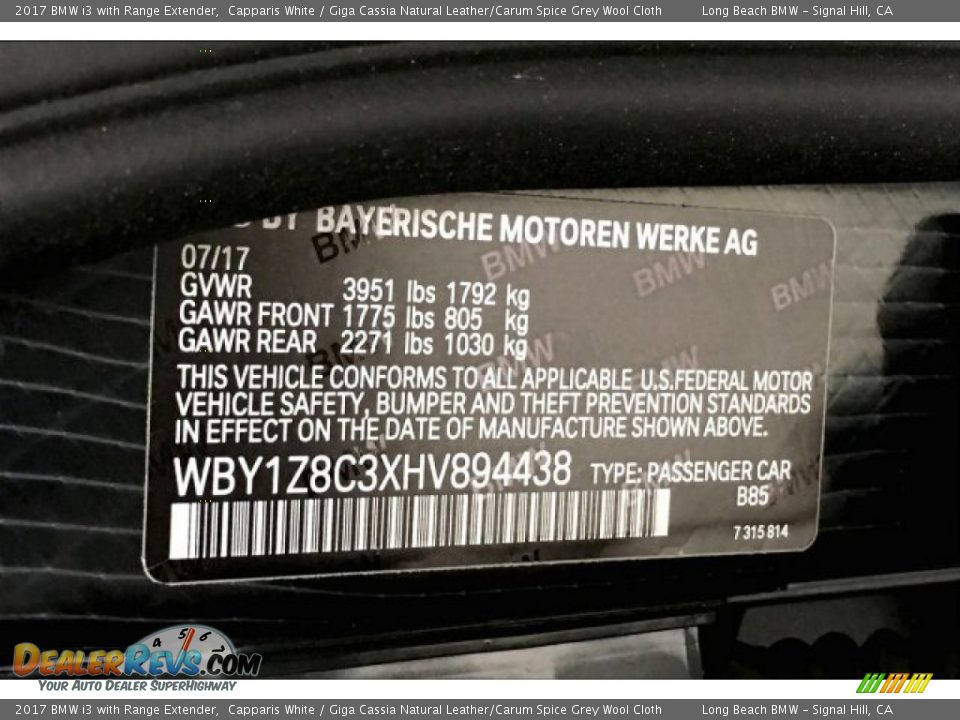 2017 BMW i3 with Range Extender,  Capparis White / Giga Cassia Natural Leather/Carum Spice Grey Wool Cloth  Long Beach BMW - Signal Hill, CA
BY BAYERISCHE MOTOREN WERKE AG
07/17
GVWR 3951 lbs 1792 kg
GAWR FRONT 1775 lbs 805 kg
GAWR REAR 2271 lbs 1030 kg
THIS VEHICLE CONFORMS TO ALL APPLICABLE U.S.FEDERAL MOTOR
VEHICLE SAFETY, BUMPER AND THEFT PREVENTION STANDARDS
IN EFFECT ON THE DATE OF MANUFACTURE SHOWN ABOVE.
WBY1Z8C3XHV894438 TYPE: PASSENGER CAR
B85
7 315 814
4 5 6
DEALERREVS.COM
YOUR AUTO DEALER SUPERHIGHWAY
2017 BMW i3 with Range Extender,  Capparis White / Giga Cassia Natural Leather/Carum Spice Grey Wool Cloth  Long Beach BMW - Signal Hill, CA